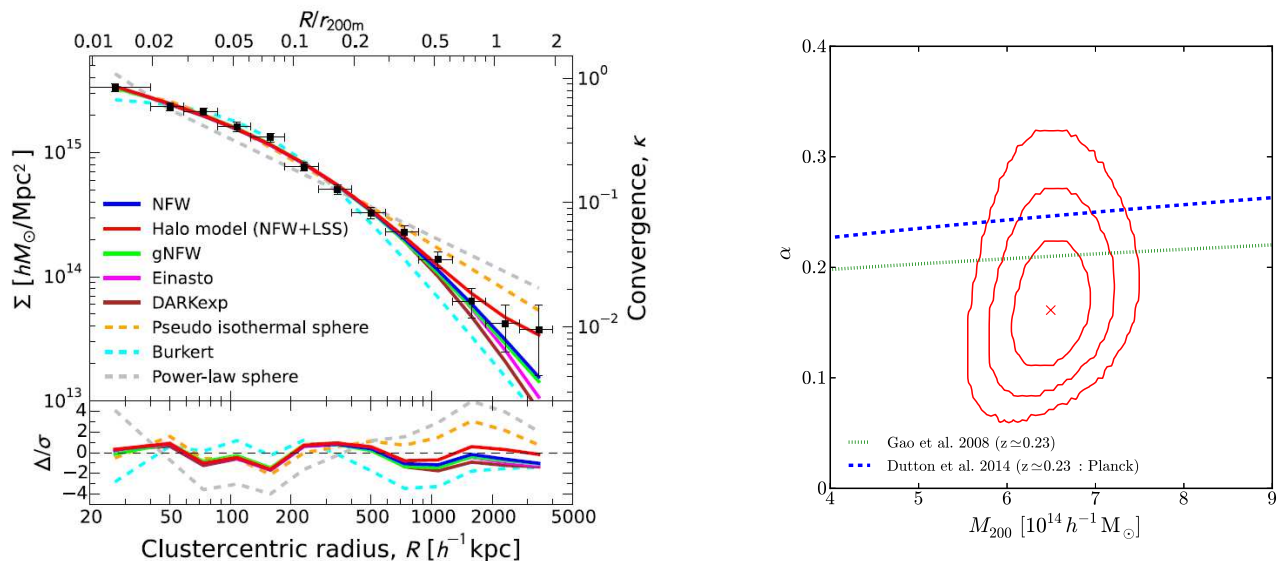 R/r200m
0.01 0.02 0.05 0.1 0.2 0.5 1 2
Σ [hM☉/Mpc²]
10¹⁵
10¹⁴
10¹³
10⁰
10⁻¹
10⁻²
Convergence, κ
NFW
Halo model (NFW+LSS)
gNFW
Einasto
DARKexp
Pseudo isothermal sphere
Burkert
Power-law sphere
Δ/σ
4
2
0
−2
−4
20 100 200 1000 2000 5000
Clustercentric radius, R [h⁻¹ kpc]
α
0.4
0.3
0.2
0.1
0
Gao et al. 2008 (z≃0.23)
Dutton et al. 2014 (z≃0.23 : Planck)
4 5 6 7 8 9
M200 [10¹⁴ h⁻¹ M☉]